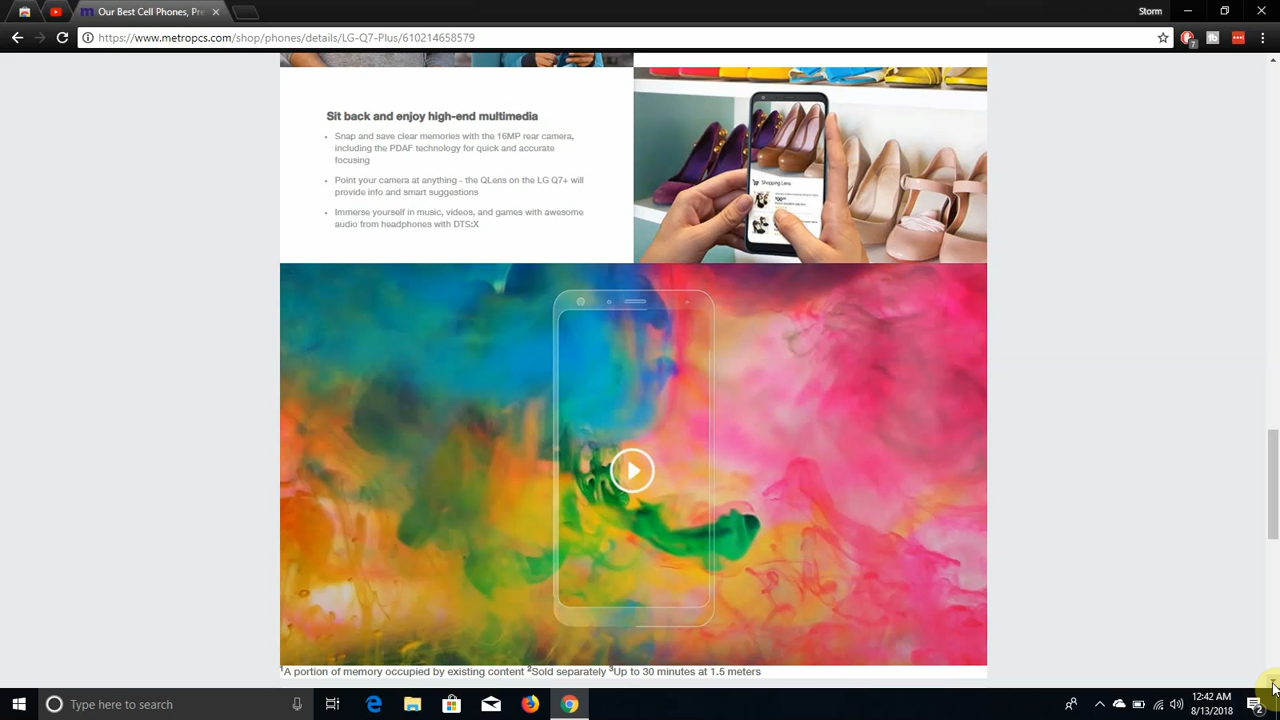 Our Best Cell Phones, Pre
Storm
https://www.metropcs.com/shop/phones/details/LG-Q7-Plus/610214658579
7
Sit back and enjoy high-end multimedia
• Snap and save clear memories with the 16MP rear camera,
including the PDAF technology for quick and accurate
focusing
• Point your camera at anything - the QLens on the LG Q7+ will
provide info and smart suggestions
• Immerse yourself in music, videos, and games with awesome
audio from headphones with DTS:X
Shopping Lens
¹A portion of memory occupied by existing content ²Sold separately ³Up to 30 minutes at 1.5 meters
Type here to search
12:42 AM
8/13/2018
2